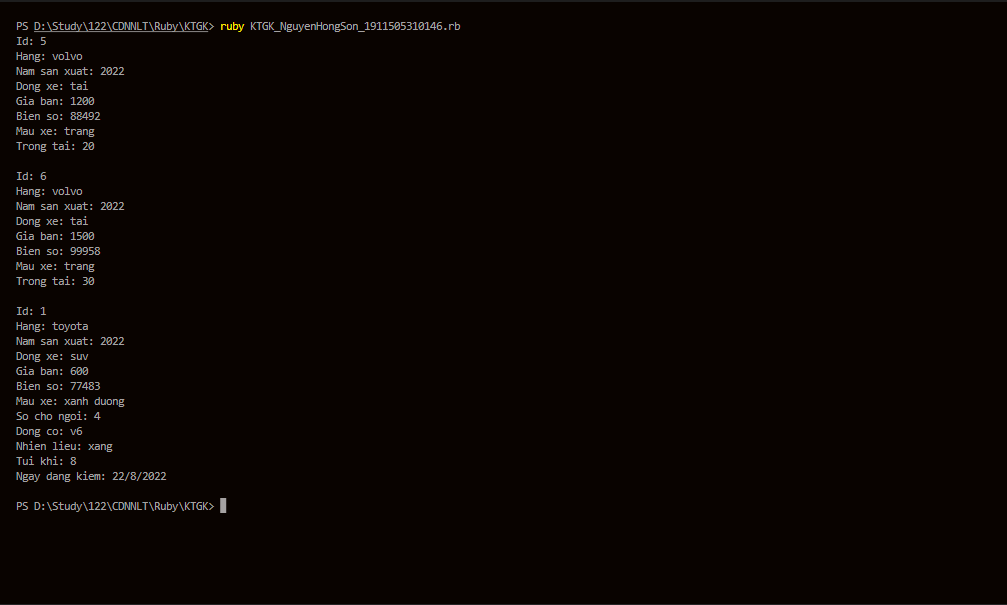 PS D:\Study\122\CDNNLT\Ruby\KTGK> ruby KTGK_NguyenHongSon_1911505310146.rb
Id: 5
Hang: volvo
Nam san xuat: 2022
Dong xe: tai
Gia ban: 1200
Bien so: 88492
Mau xe: trang
Trong tai: 20

Id: 6
Hang: volvo
Nam san xuat: 2022
Dong xe: tai
Gia ban: 1500
Bien so: 99958
Mau xe: trang
Trong tai: 30

Id: 1
Hang: toyota
Nam san xuat: 2022
Dong xe: suv
Gia ban: 600
Bien so: 77483
Mau xe: xanh duong
So cho ngoi: 4
Dong co: v6
Nhien lieu: xang
Tui khi: 8
Ngay dang kiem: 22/8/2022

PS D:\Study\122\CDNNLT\Ruby\KTGK>